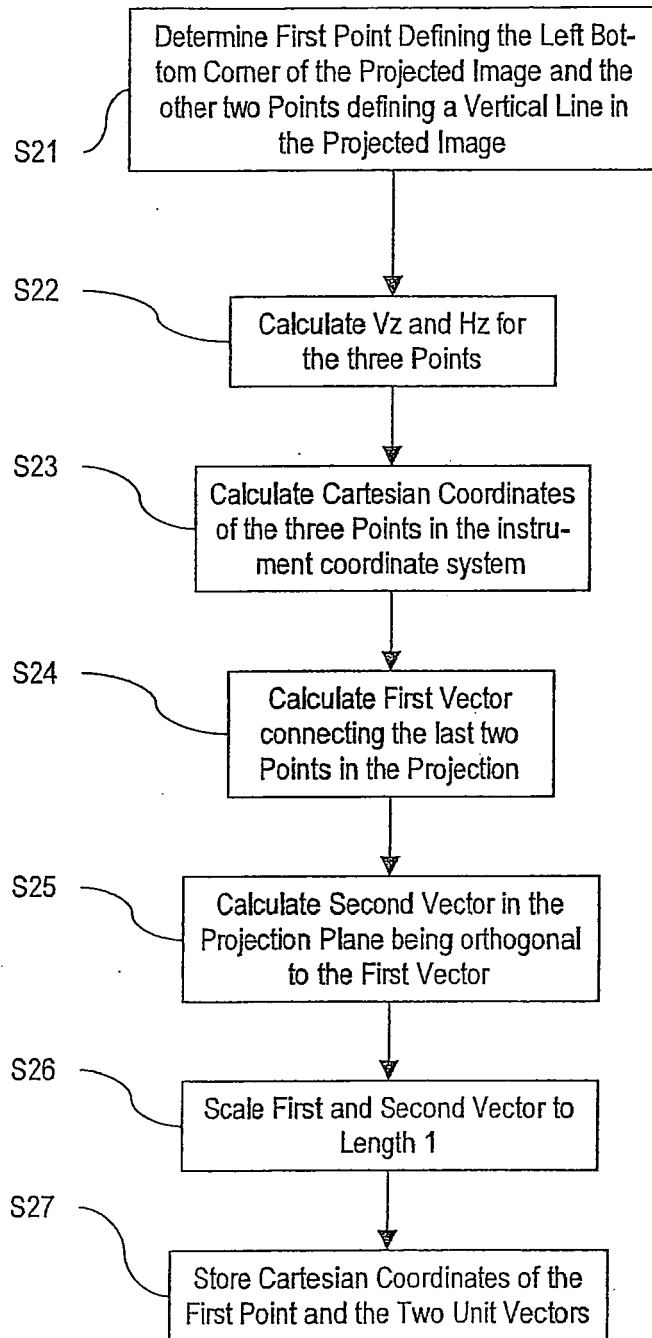 Determine First Point Defining the Left Bot-
tom Corner of the Projected Image and the
other two Points defining a Vertical Line in
the Projected Image
S21
S22
Calculate Vz and Hz for
the three Points
S23
Calculate Cartesian Coordinates
of the three Points in the instru-
ment coordinate system
S24
Calculate First Vector
connecting the last two
Points in the Projection
S25
Calculate Second Vector in the
Projection Plane being orthogonal
to the First Vector
S26
Scale First and Second Vector to
Length 1
S27
Store Cartesian Coordinates of the
First Point and the Two Unit Vectors